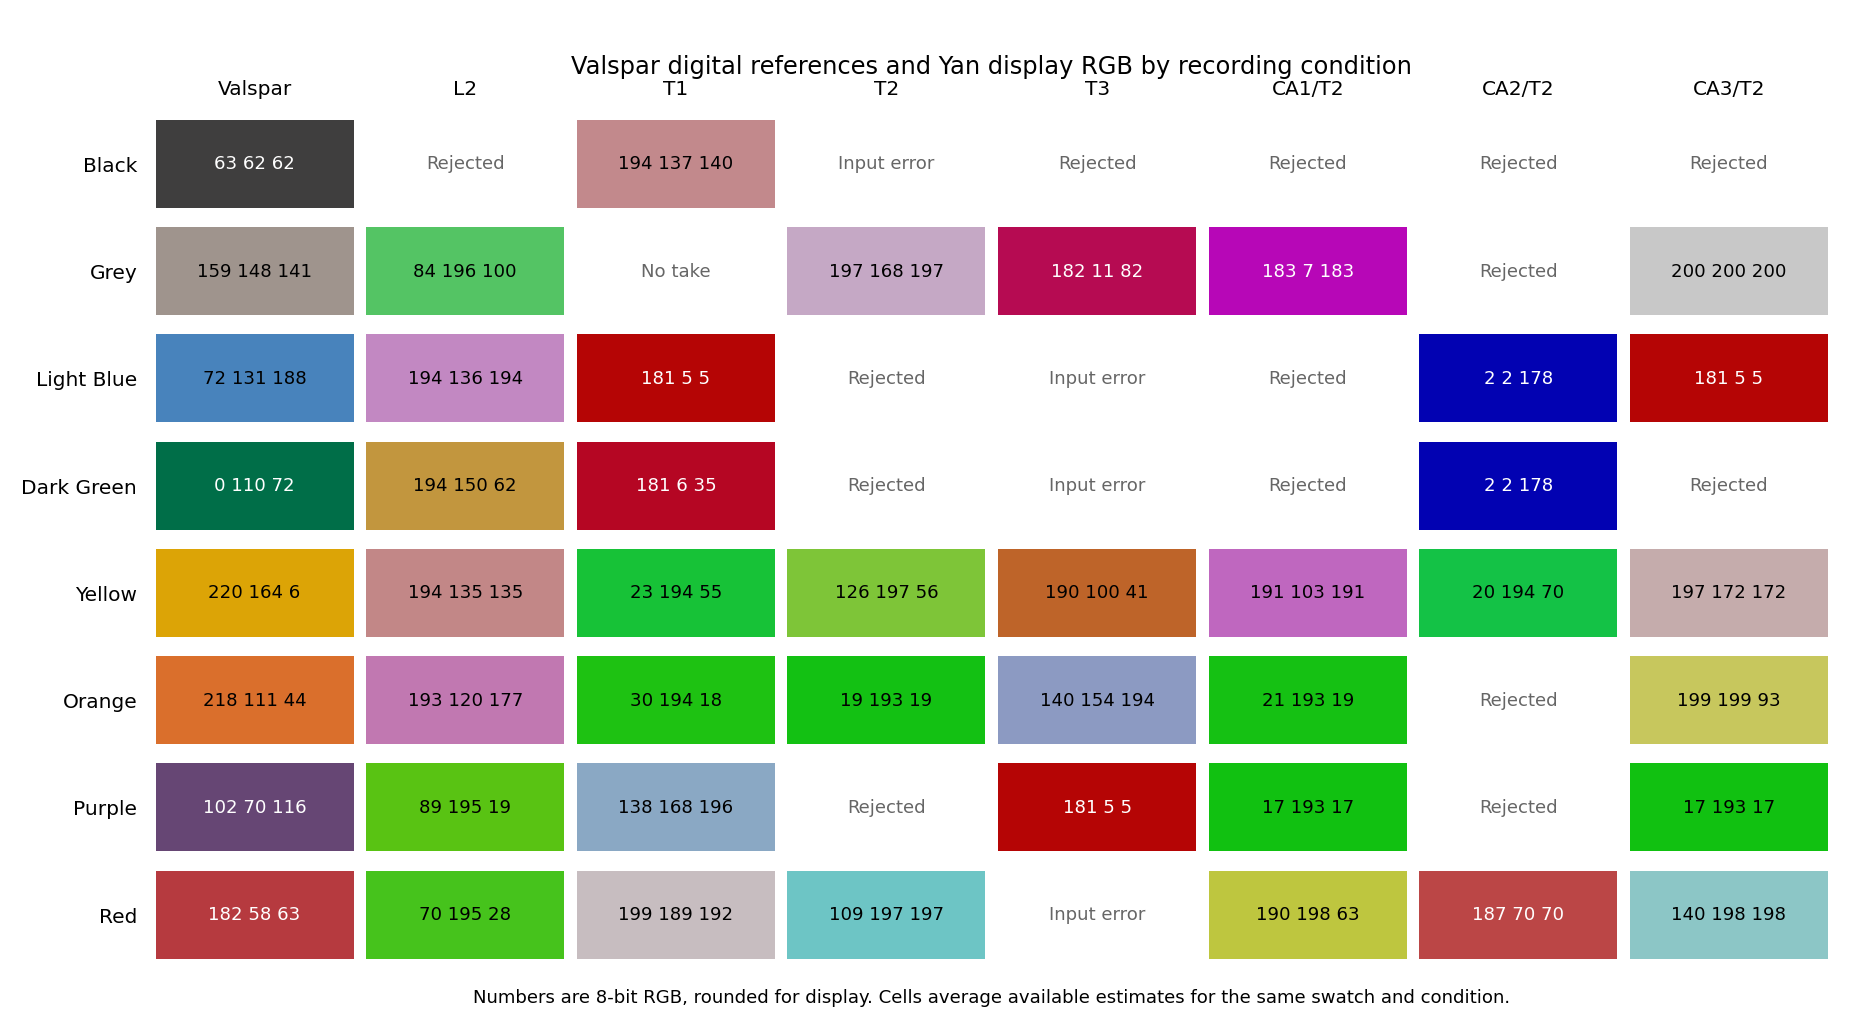 Valspar digital references and Yan display RGB by recording condition
Valspar L2 T1 T2 T3 CA1/T2 CA2/T2 CA3/T2
Black 63 62 62 Rejected 194 137 140 Input error Rejected Rejected Rejected Rejected
Grey 159 148 141 84 196 100 No take 197 168 197 182 11 82 183 7 183 Rejected 200 200 200
Light Blue 72 131 188 194 136 194 181 5 5 Rejected Input error Rejected 2 2 178 181 5 5
Dark Green 0 110 72 194 150 62 181 6 35 Rejected Input error Rejected 2 2 178 Rejected
Yellow 220 164 6 194 135 135 23 194 55 126 197 56 190 100 41 191 103 191 20 194 70 197 172 172
Orange 218 111 44 193 120 177 30 194 18 19 193 19 140 154 194 21 193 19 Rejected 199 199 93
Purple 102 70 116 89 195 19 138 168 196 Rejected 181 5 5 17 193 17 Rejected 17 193 17
Red 182 58 63 70 195 28 199 189 192 109 197 197 Input error 190 198 63 187 70 70 140 198 198
Numbers are 8-bit RGB, rounded for display. Cells average available estimates for the same swatch and condition.